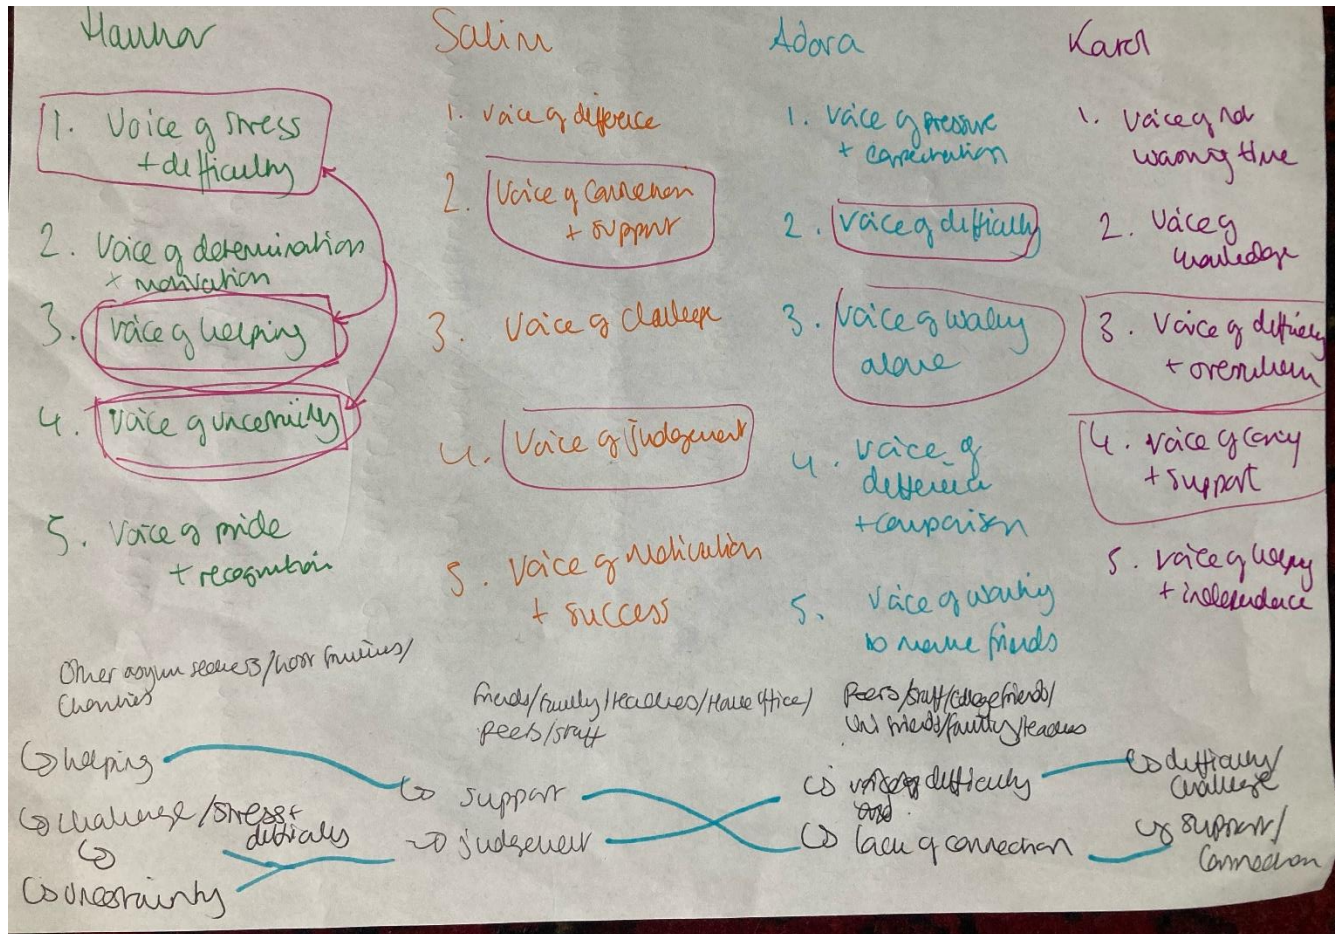 Hannah
1. Voice of stress
+ difficulty
2. Voice of determination
+ motivation
3. Voice of helping
4. Voice of uncertainty
5. Voice of pride
+ recognition
Other asylum seekers/host families/
Charities
helping
challenge/stress +
difficulty
uncertainty
Salim
1. Voice of difference
2. Voice of connection
+ support
3. Voice of challenge
4. Voice of judgement
5. Voice of motivation
+ success
friends/family/teachers/Home Office/
peers/staff
support
judgement
Adora
1. Voice of pressure
+ expectation
2. Voice of difficulty
3. Voice of
alone
4. Voice of
difference
+ comparison
5. Voice of wanting
to make friends
peers/staff/college friends/
uni friends/family/teachers
voice of difficulty
and
lack of connection
Karol
1. Voice of not
wasting time
2. Voice of
knowledge
3. Voice of difficulty
+ overwhelm
4. Voice of caring
+ support
5. Voice of helping
+ independence
difficulty/
challenge
support/
connection